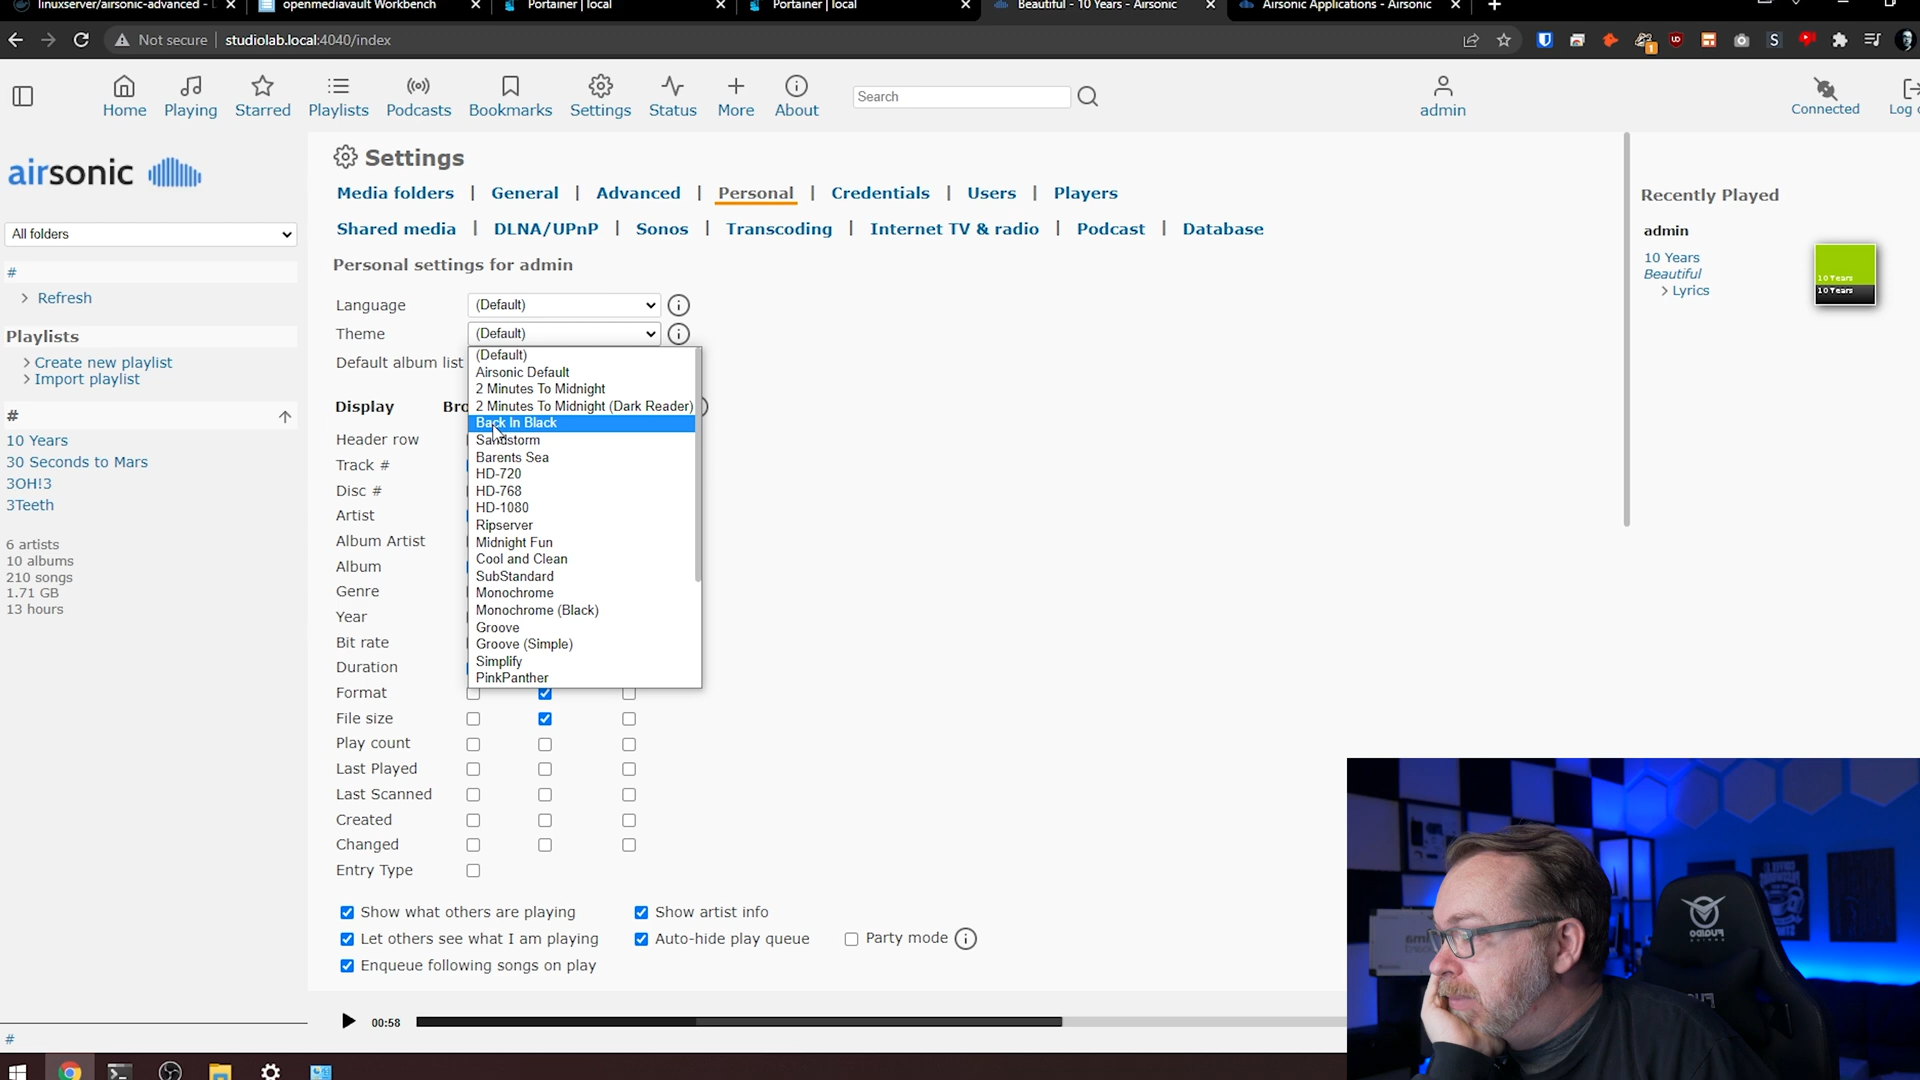 linuxserver/airsonic-advanced - D
openmediavault Workbench
Portainer | local
Portainer | local
Beautiful - 10 Years - Airsonic
Airsonic Applications - Airsonic
Not secure
studiolab.local:4040/index
Home
Playing
Starred
Playlists
Podcasts
Bookmarks
Settings
Status
More
About
Search
admin
Connected
Log
airsonic
All folders
#
Refresh
Playlists
Create new playlist
Import playlist
#
10 Years
30 Seconds to Mars
3OH!3
3Teeth
6 artists
10 albums
210 songs
1.71 GB
13 hours
#
Settings
Media folders | General | Advanced | Personal | Credentials | Users | Players
Shared media | DLNA/UPnP | Sonos | Transcoding | Internet TV & radio | Podcast | Database
Personal settings for admin
Language (Default)
Theme (Default)
Default album list
(Default)
Airsonic Default
2 Minutes To Midnight
2 Minutes To Midnight (Dark Reader)
Back In Black
Sandstorm
Barents Sea
HD-720
HD-768
HD-1080
Ripserver
Midnight Fun
Cool and Clean
SubStandard
Monochrome
Monochrome (Black)
Groove
Groove (Simple)
Simplify
PinkPanther
Display Bro
Header row
Track #
Disc #
Artist
Album Artist
Album
Genre
Year
Bit rate
Duration
Format
File size
Play count
Last Played
Last Scanned
Created
Changed
Entry Type
Show what others are playing
Show artist info
Let others see what I am playing
Auto-hide play queue
Party mode
Enqueue following songs on play
00:58
Recently Played
admin
10 Years
Beautiful
Lyrics
10 Years
10 Years